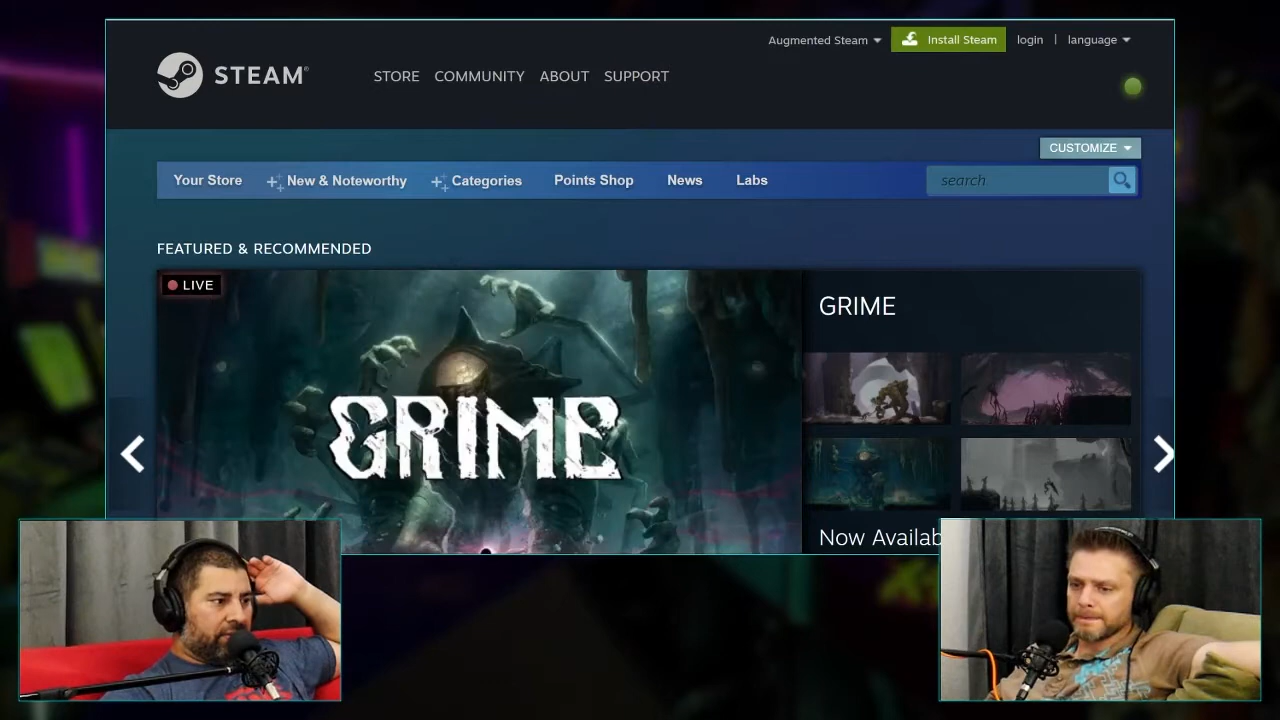 Augmented Steam
Install Steam
login | language
STEAM®
STORE COMMUNITY ABOUT SUPPORT
CUSTOMIZE
Your Store New & Noteworthy Categories Points Shop News Labs
search
FEATURED & RECOMMENDED
LIVE
GRIME
GRIME
Now Availab